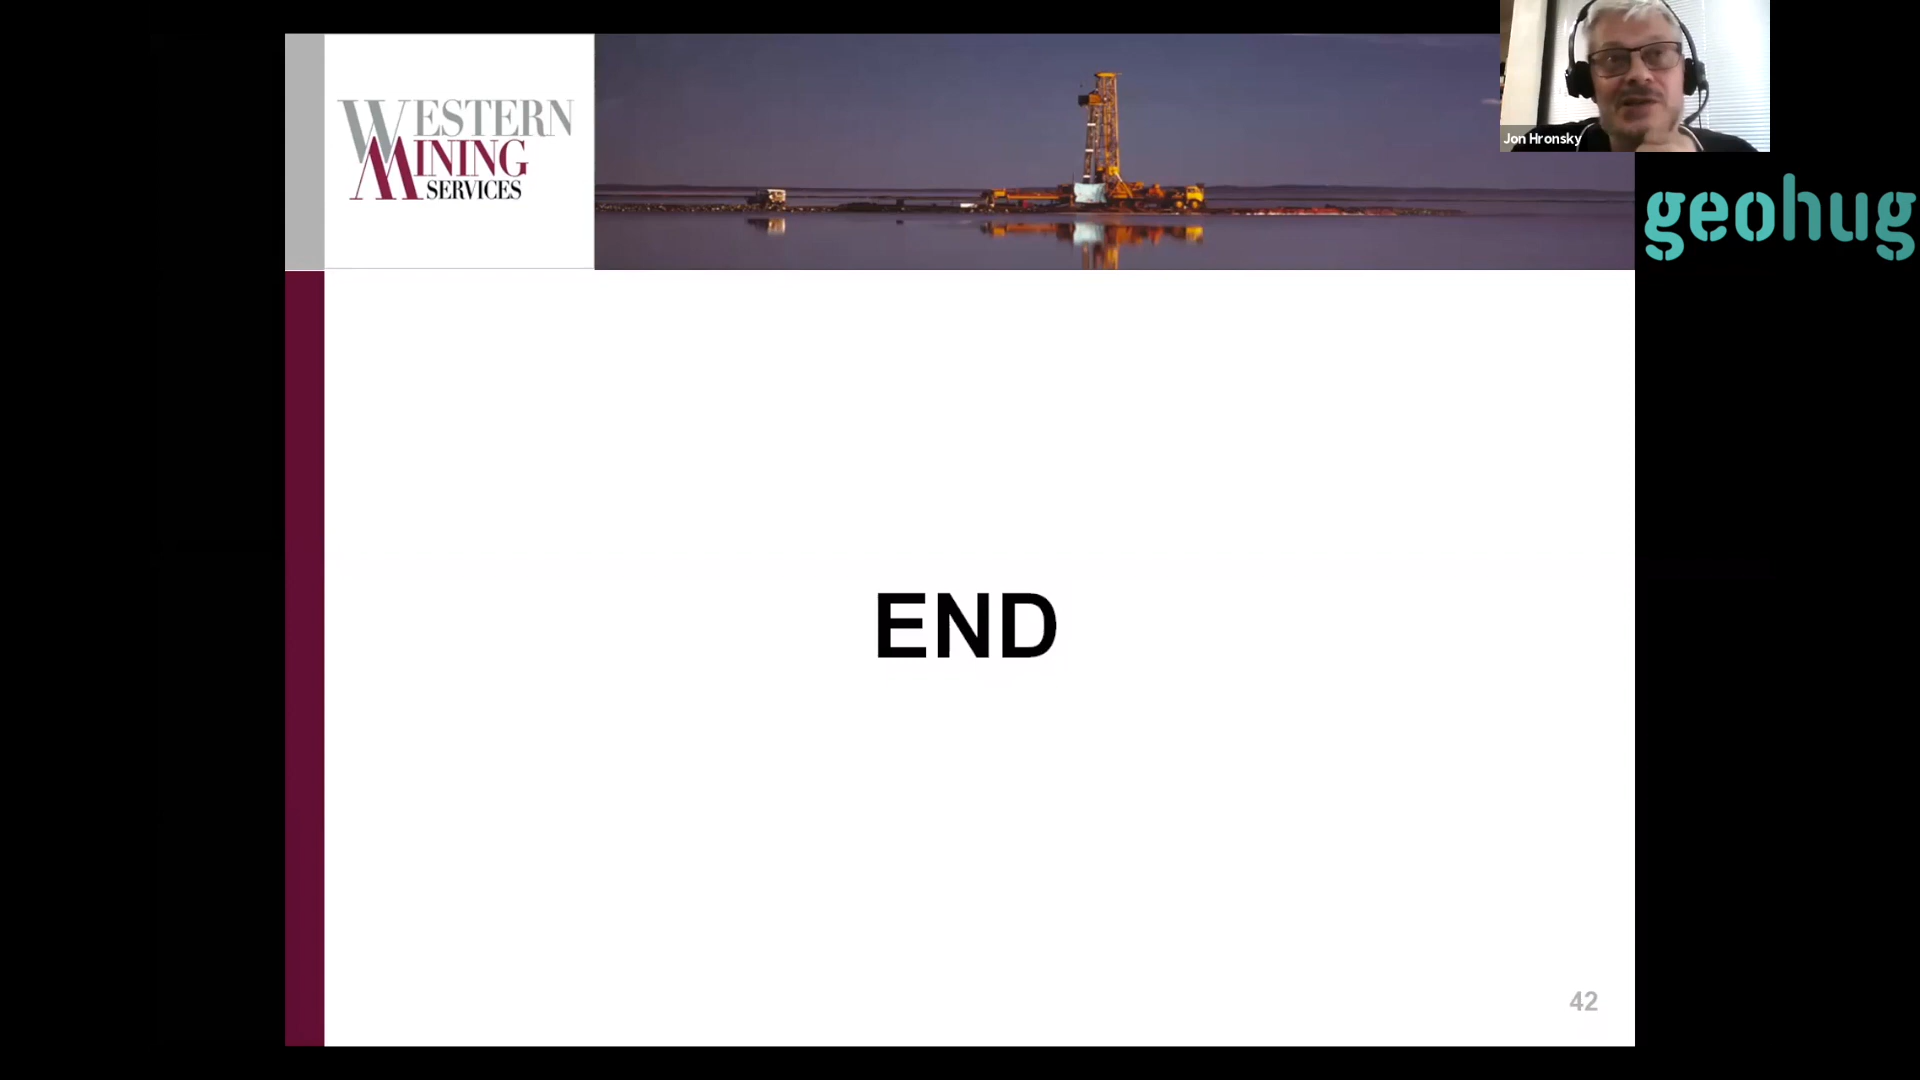 WESTERN
MINING
SERVICES
Jon Hronsky
geohug
END
42